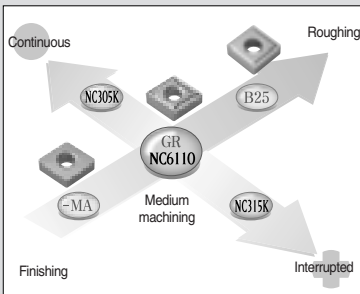 Continuous
Roughing
NC305K
B25
GR
NC6110
-MA
Medium
machining
NC315K
Finishing
Interrupted